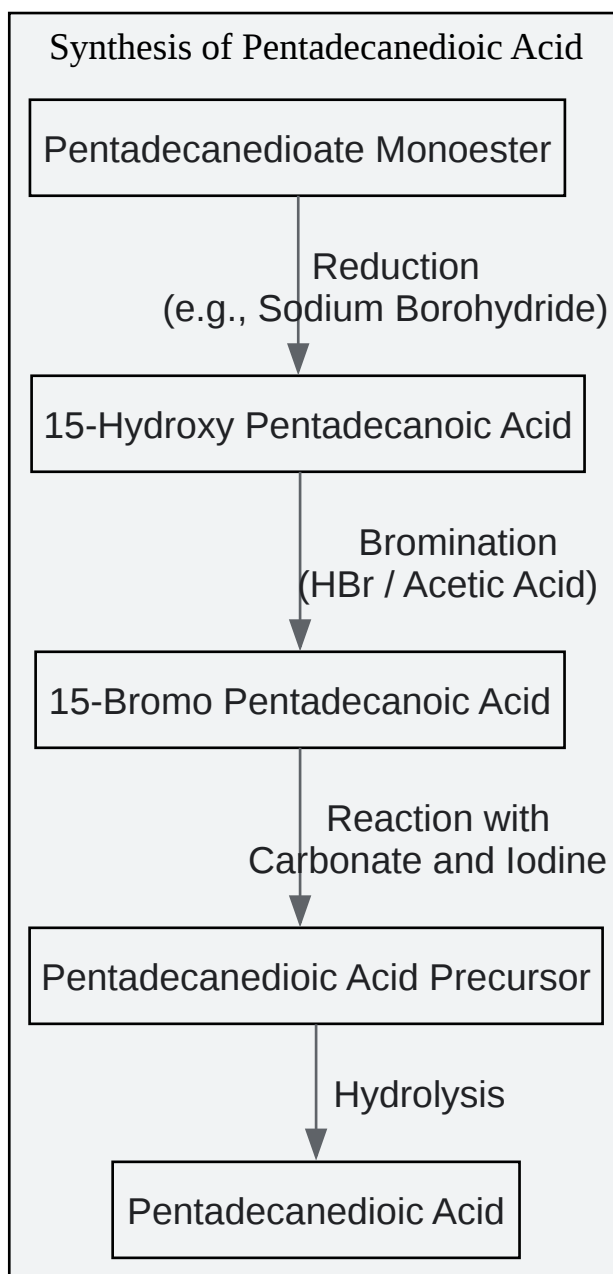 Synthesis of Pentadecanedioic Acid
Pentadecanedioate Monoester
Reduction
(e.g., Sodium Borohydride)
15-Hydroxy Pentadecanoic Acid
Bromination
(HBr / Acetic Acid)
15-Bromo Pentadecanoic Acid
Reaction with
Carbonate and Iodine
Pentadecanedioic Acid Precursor
Hydrolysis
Pentadecanedioic Acid